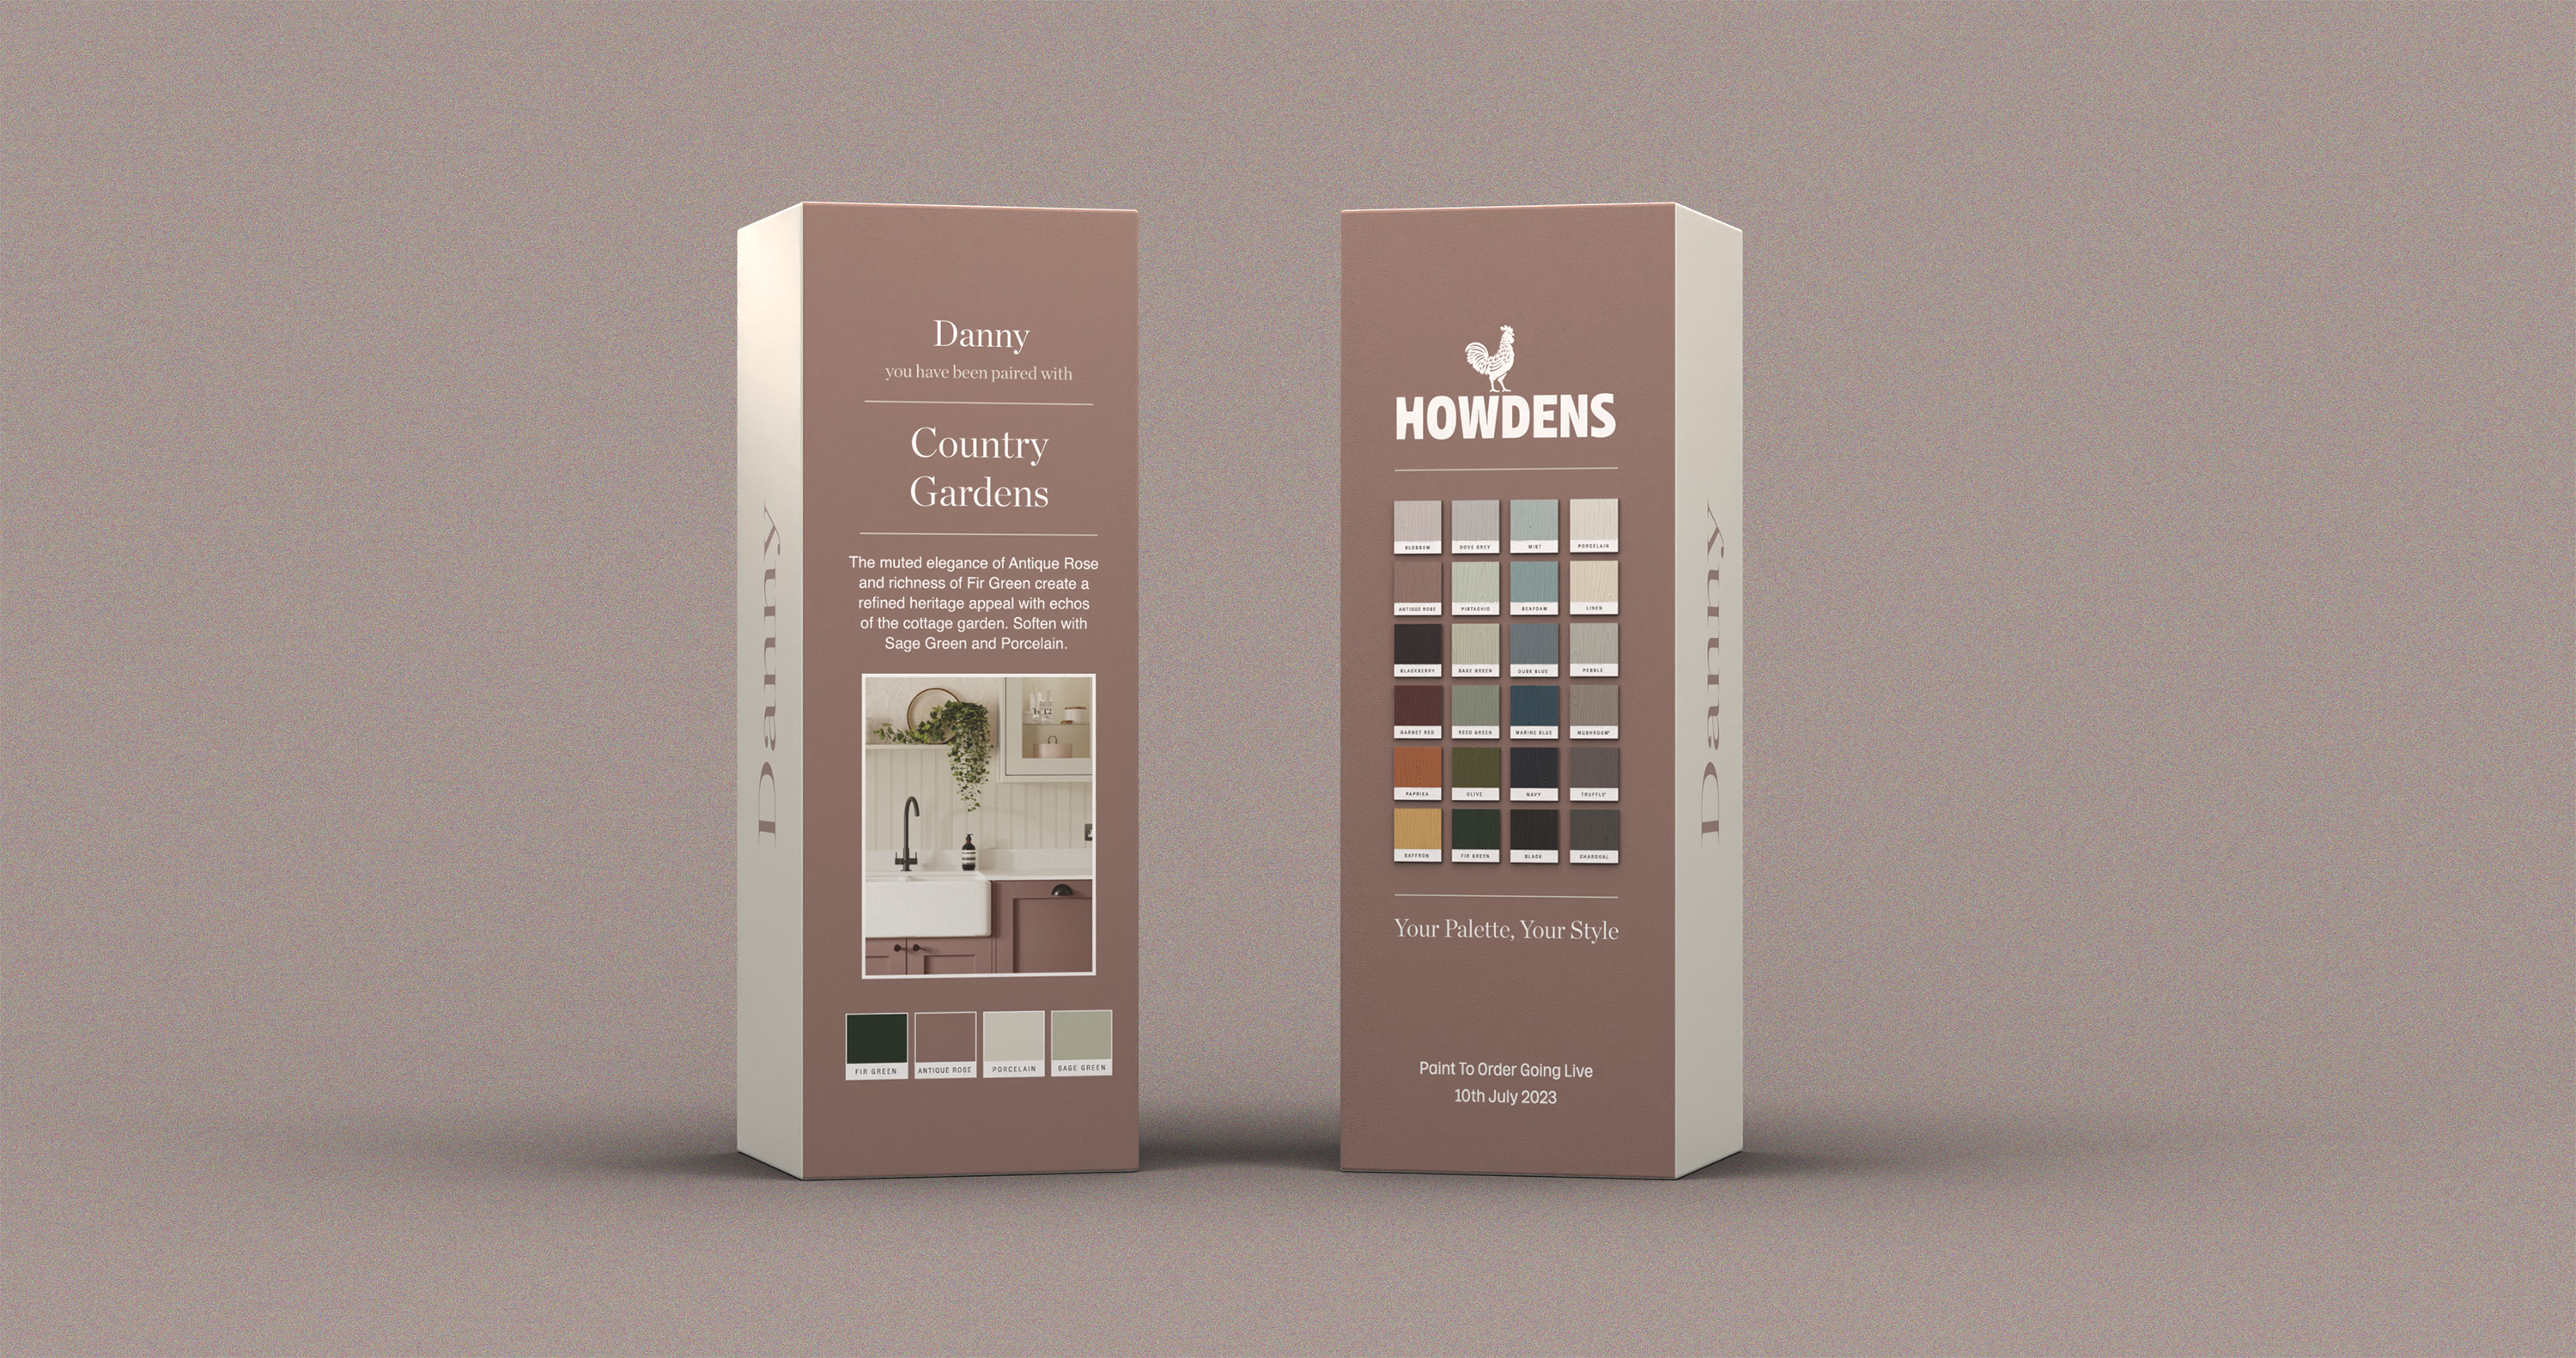 Danny
Danny
you have been paired with
Country
Gardens
The muted elegance of Antique Rose
and richness of Fir Green create a
refined heritage appeal with echos
of the cottage garden. Soften with
Sage Green and Porcelain.
FIR GREEN ANTIQUE ROSE PORCELAIN SAGE GREEN
HOWDENS
BLOSSOM DOVE GREY MIST PORCELAIN
ANTIQUE ROSE PISTACHIO SEAFOAM LINEN
BLACKBERRY SAGE GREEN DUSK BLUE PEBBLE
GARNET RED REED GREEN MARINE BLUE MUSHROOM*
PAPRIKA OLIVE NAVY TRUFFLE*
SAFFRON FIR GREEN BLACK CHARCOAL
Your Palette, Your Style
Paint To Order Going Live
10th July 2023
Danny